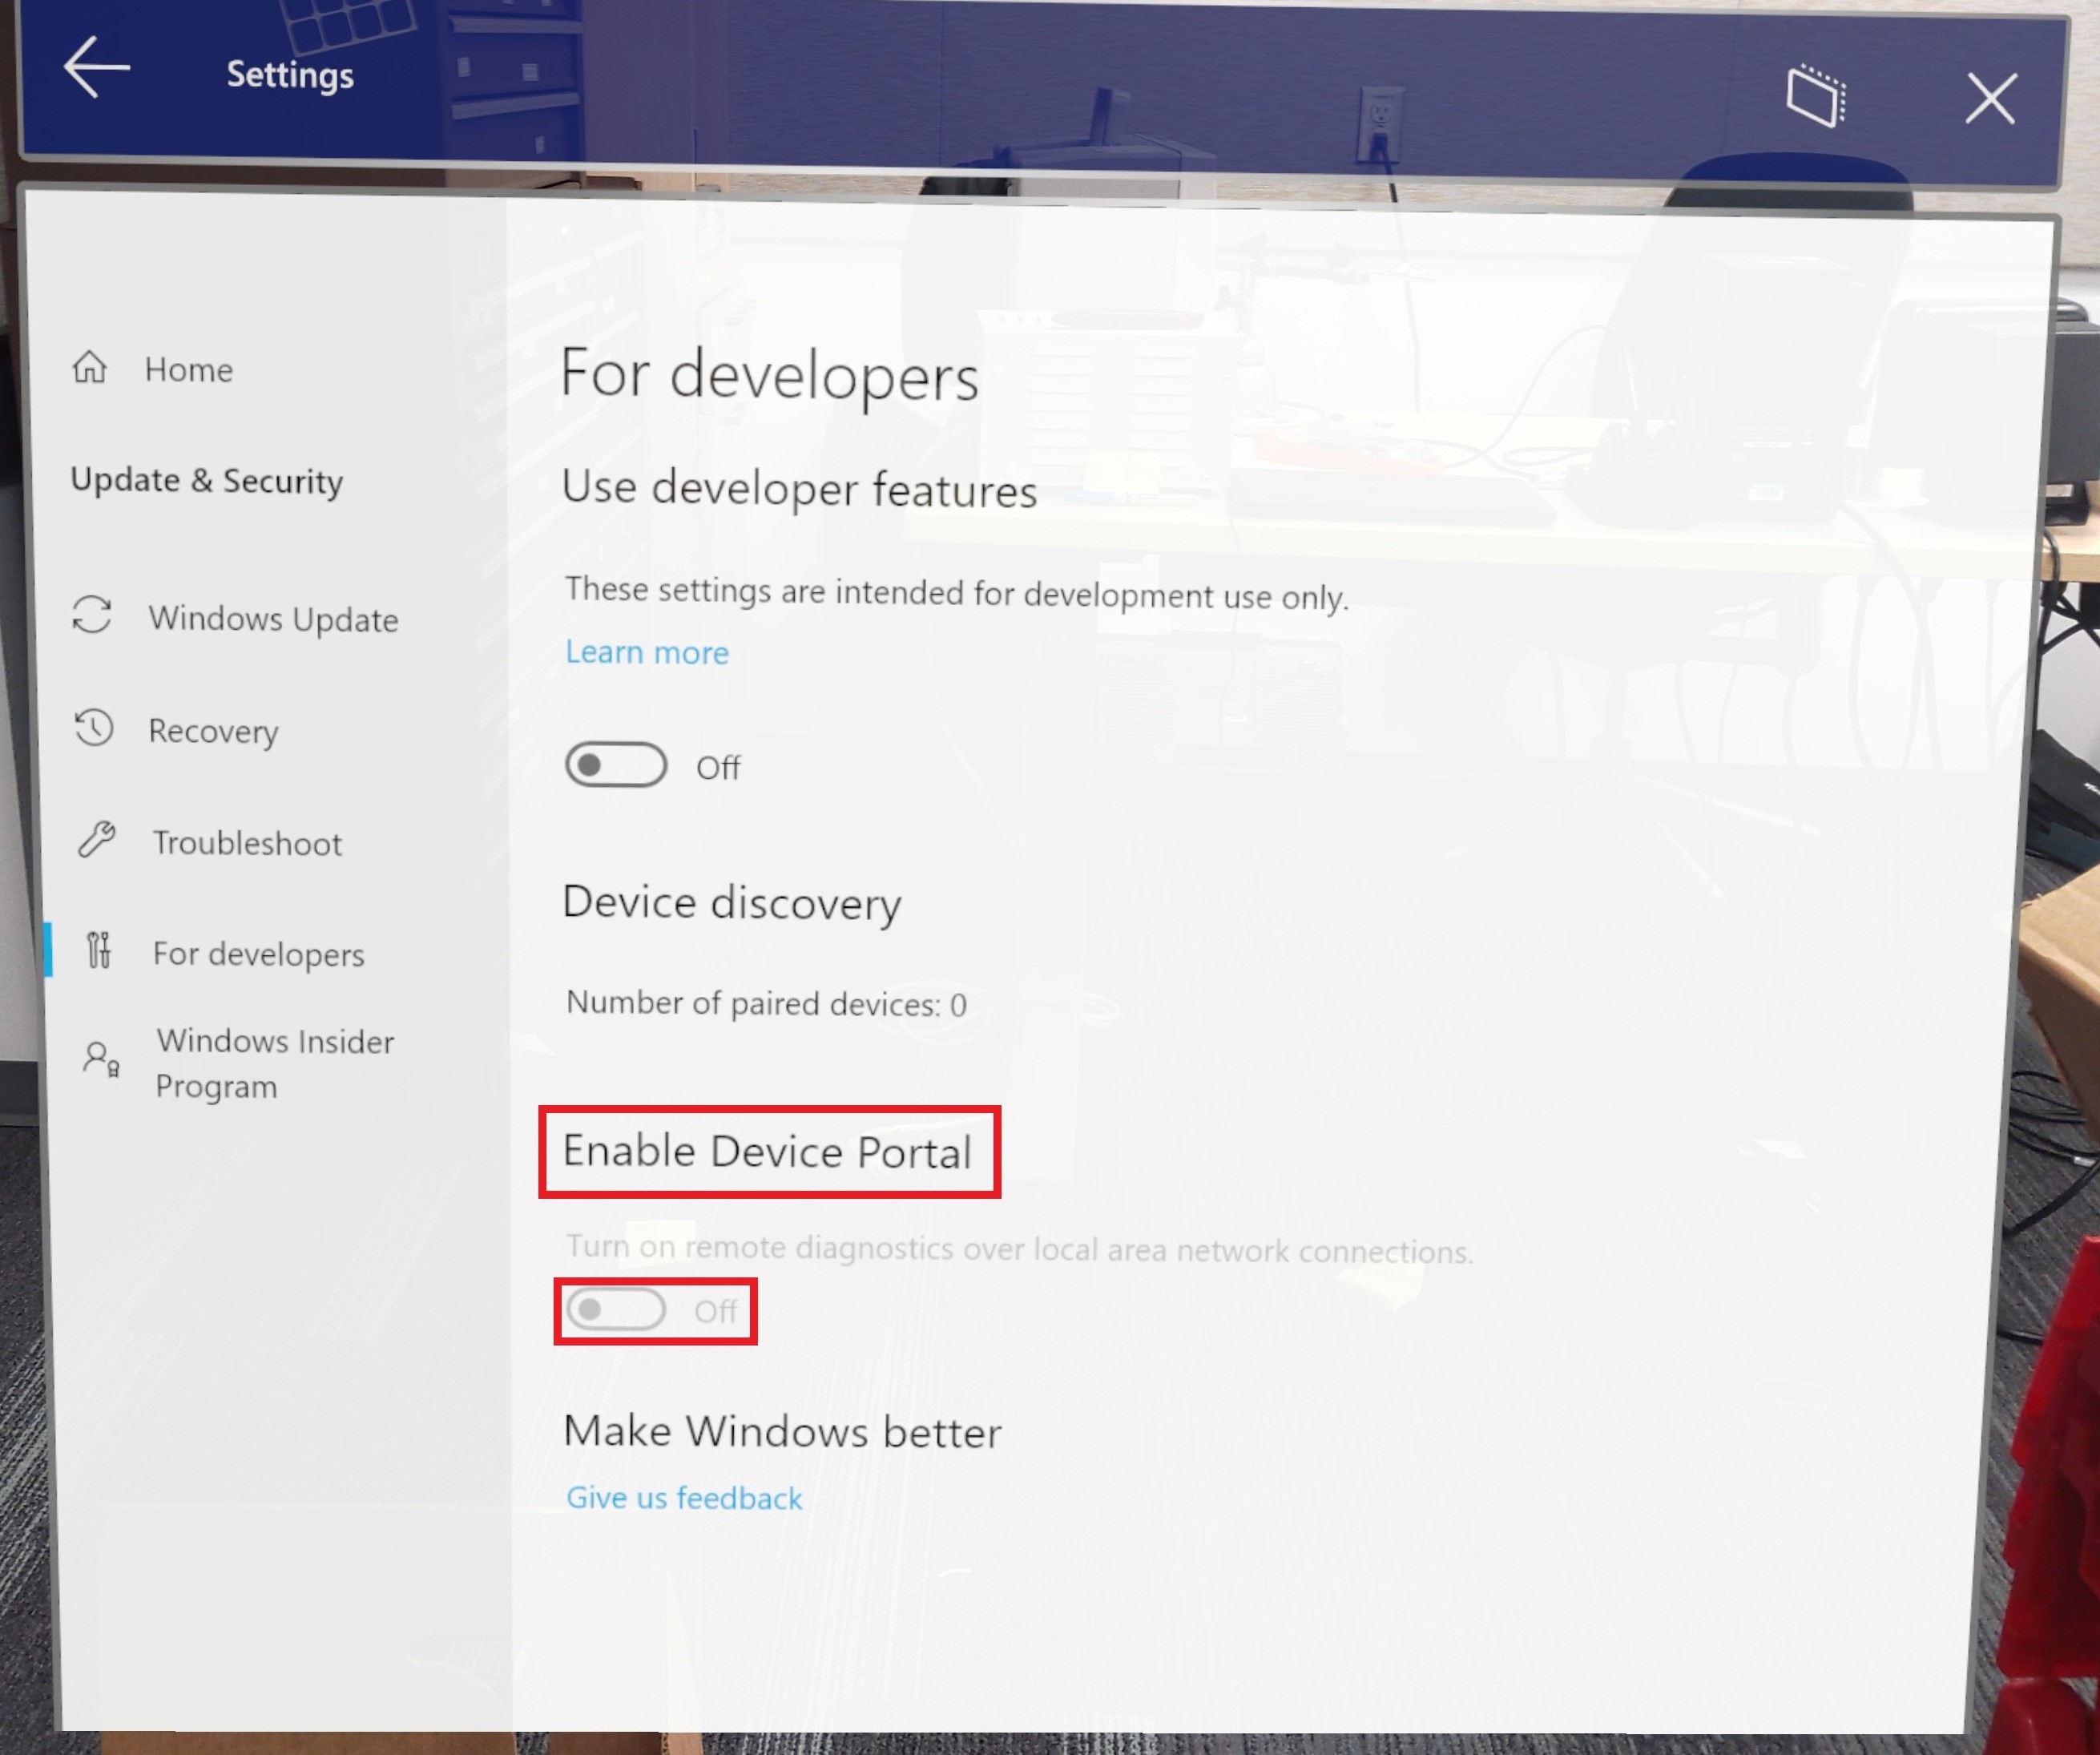 Settings
Home
Update & Security
Windows Update
Recovery
Troubleshoot
For developers
Windows Insider
Program
For developers
Use developer features
These settings are intended for development use only.
Learn more
Off
Device discovery
Number of paired devices: 0
Enable Device Portal
Turn on remote diagnostics over local area network connections.
Off
Make Windows better
Give us feedback